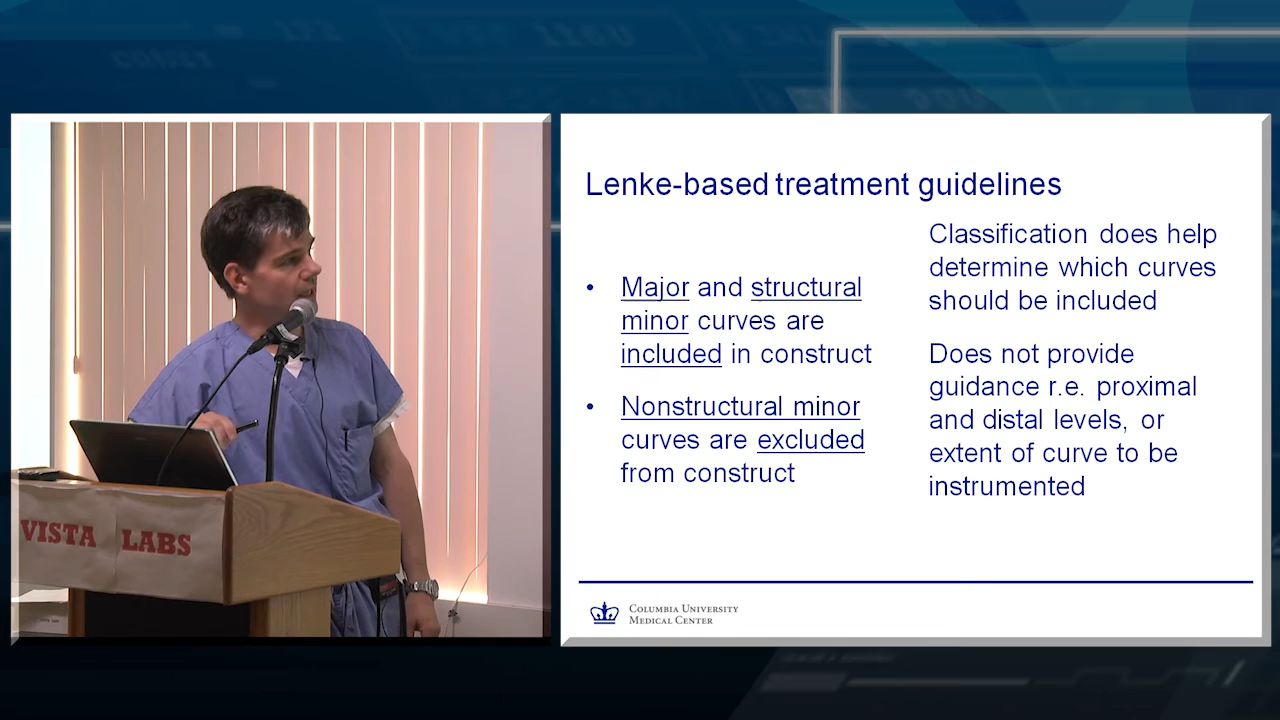 VISTA LABS
Lenke-based treatment guidelines
• Major and structural
minor curves are
included in construct
• Nonstructural minor
curves are excluded
from construct
Classification does help
determine which curves
should be included
Does not provide
guidance r.e. proximal
and distal levels, or
extent of curve to be
instrumented
COLUMBIA UNIVERSITY
MEDICAL CENTER